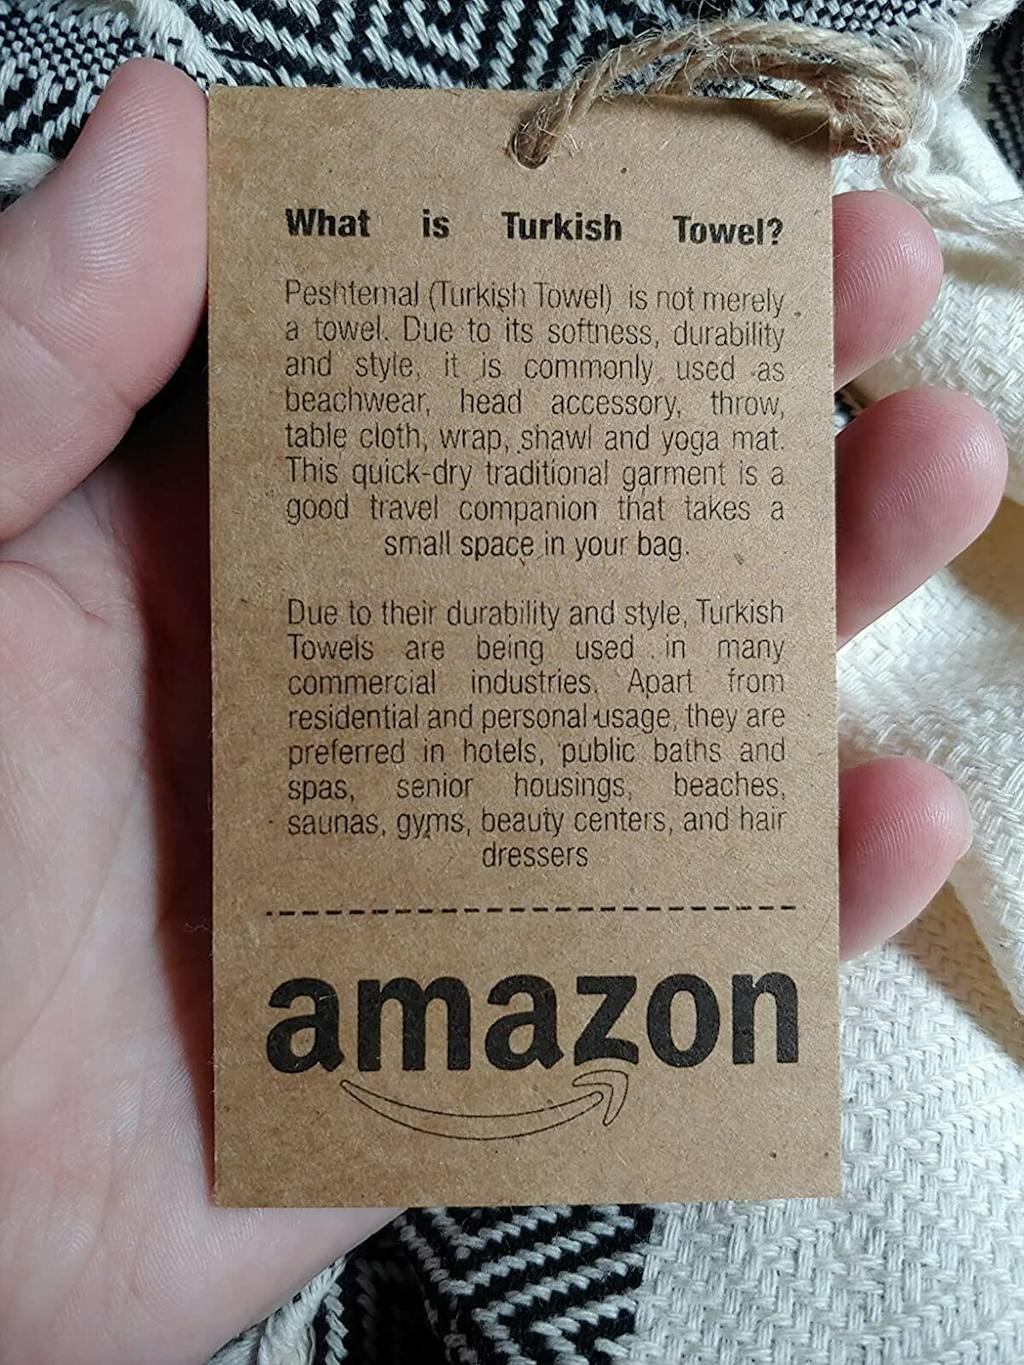 What is Turkish Towel?
Peshtemal (Turkish Towel) is not merely
a towel. Due to its softness, durability
and style, it is commonly used as
beachwear, head accessory, throw,
table cloth, wrap, shawl and yoga mat.
This quick-dry traditional garment is a
good travel companion that takes a
small space in your bag.
Due to their durability and style, Turkish
Towels are being used in many
commercial industries. Apart from
residential and personal usage, they are
preferred in hotels, public baths and
spas, senior housings, beaches,
saunas, gyms, beauty centers, and hair
dressers
amazon